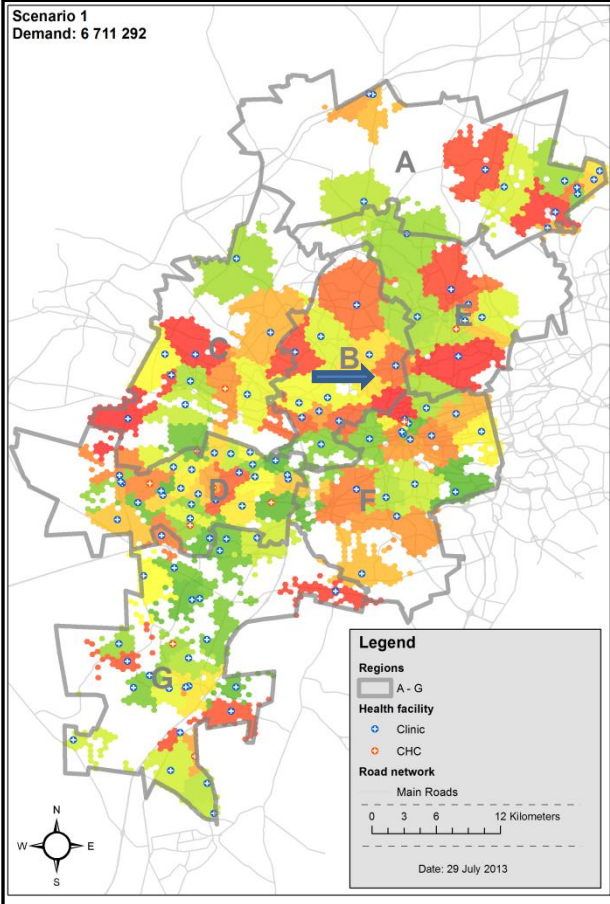 Scenario 1
Demand: 6 711 292
A
E
C
B
D
F
G
Legend
Regions
A - G
Health facility
Clinic
CHC
Road network
Main Roads
0 3 6 12 Kilometers
Date: 29 July 2013
N
W E
S